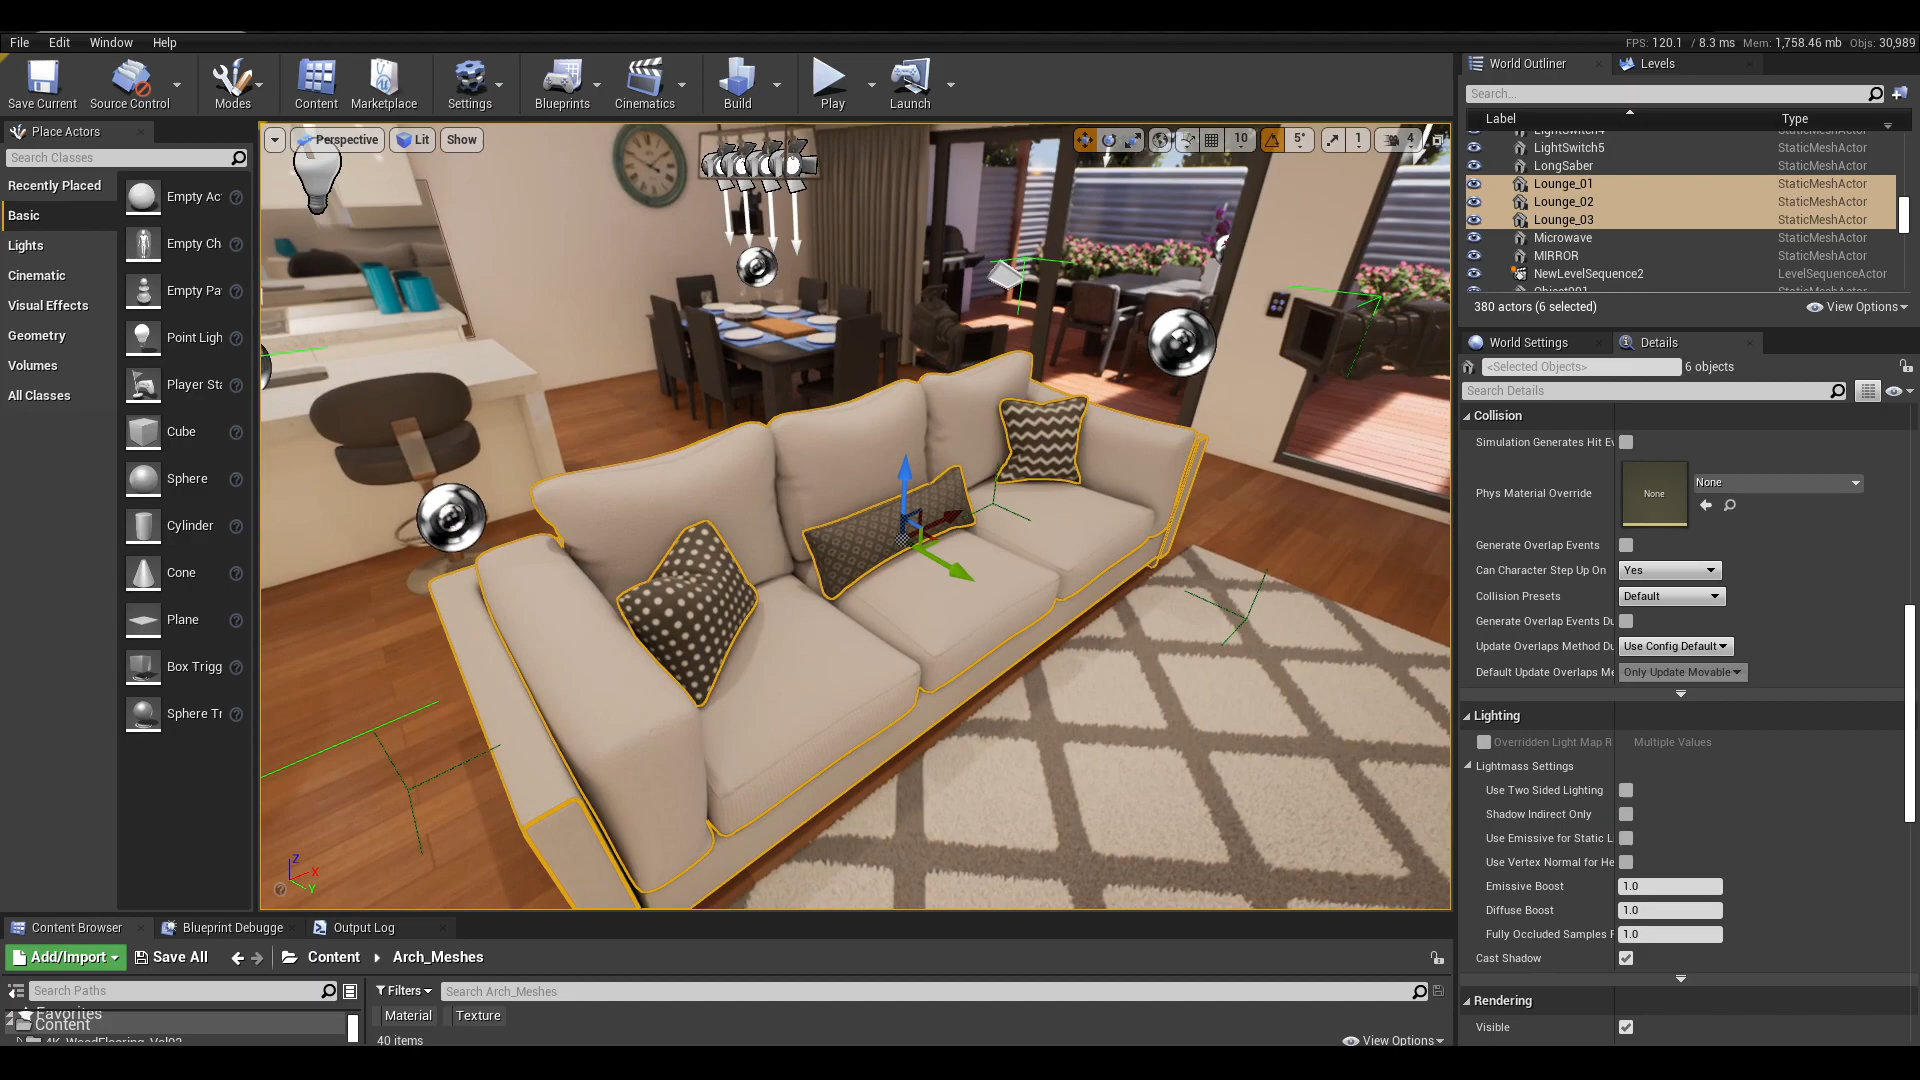 File Edit Window Help
FPS: 120.1 / 8.3 ms Mem: 1,758.46 mb Objs: 30,989
Save Current Source Control Modes Content Marketplace Settings Blueprints Cinematics Build Play Launch
Place Actors
Search Classes
Recently Placed
Basic
Lights
Cinematic
Visual Effects
Geometry
Volumes
All Classes
Empty Ac
Empty Ch
Empty Pa
Point Ligh
Player Sta
Cube
Sphere
Cylinder
Cone
Plane
Box Trigg
Sphere Tr
Perspective Lit Show
10 5° 1 4
Z
X
Y
World Outliner Levels
Search...
Label Type
LightSwitch4 StaticMeshActor
LightSwitch5 StaticMeshActor
LongSaber StaticMeshActor
Lounge_01 StaticMeshActor
Lounge_02 StaticMeshActor
Lounge_03 StaticMeshActor
Microwave StaticMeshActor
MIRROR StaticMeshActor
NewLevelSequence2 LevelSequenceActor
Object001
380 actors (6 selected) View Options
World Settings Details
<Selected Objects> 6 objects
Search Details
Collision
Simulation Generates Hit Ev
Phys Material Override None None
Generate Overlap Events
Can Character Step Up On Yes
Collision Presets Default
Generate Overlap Events Du
Update Overlaps Method Du Use Config Default
Default Update Overlaps Me Only Update Movable
Lighting
Overridden Light Map R Multiple Values
Lightmass Settings
Use Two Sided Lighting
Shadow Indirect Only
Use Emissive for Static L
Use Vertex Normal for He
Emissive Boost 1.0
Diffuse Boost 1.0
Fully Occluded Samples F 1.0
Cast Shadow
Rendering
Visible
Content Browser Blueprint Debugge Output Log
Add/Import Save All Content Arch_Meshes
Search Paths
Favorites
Content
4K_WoodFlooring_Vol02
Filters Search Arch_Meshes
Material Texture
40 items View Options